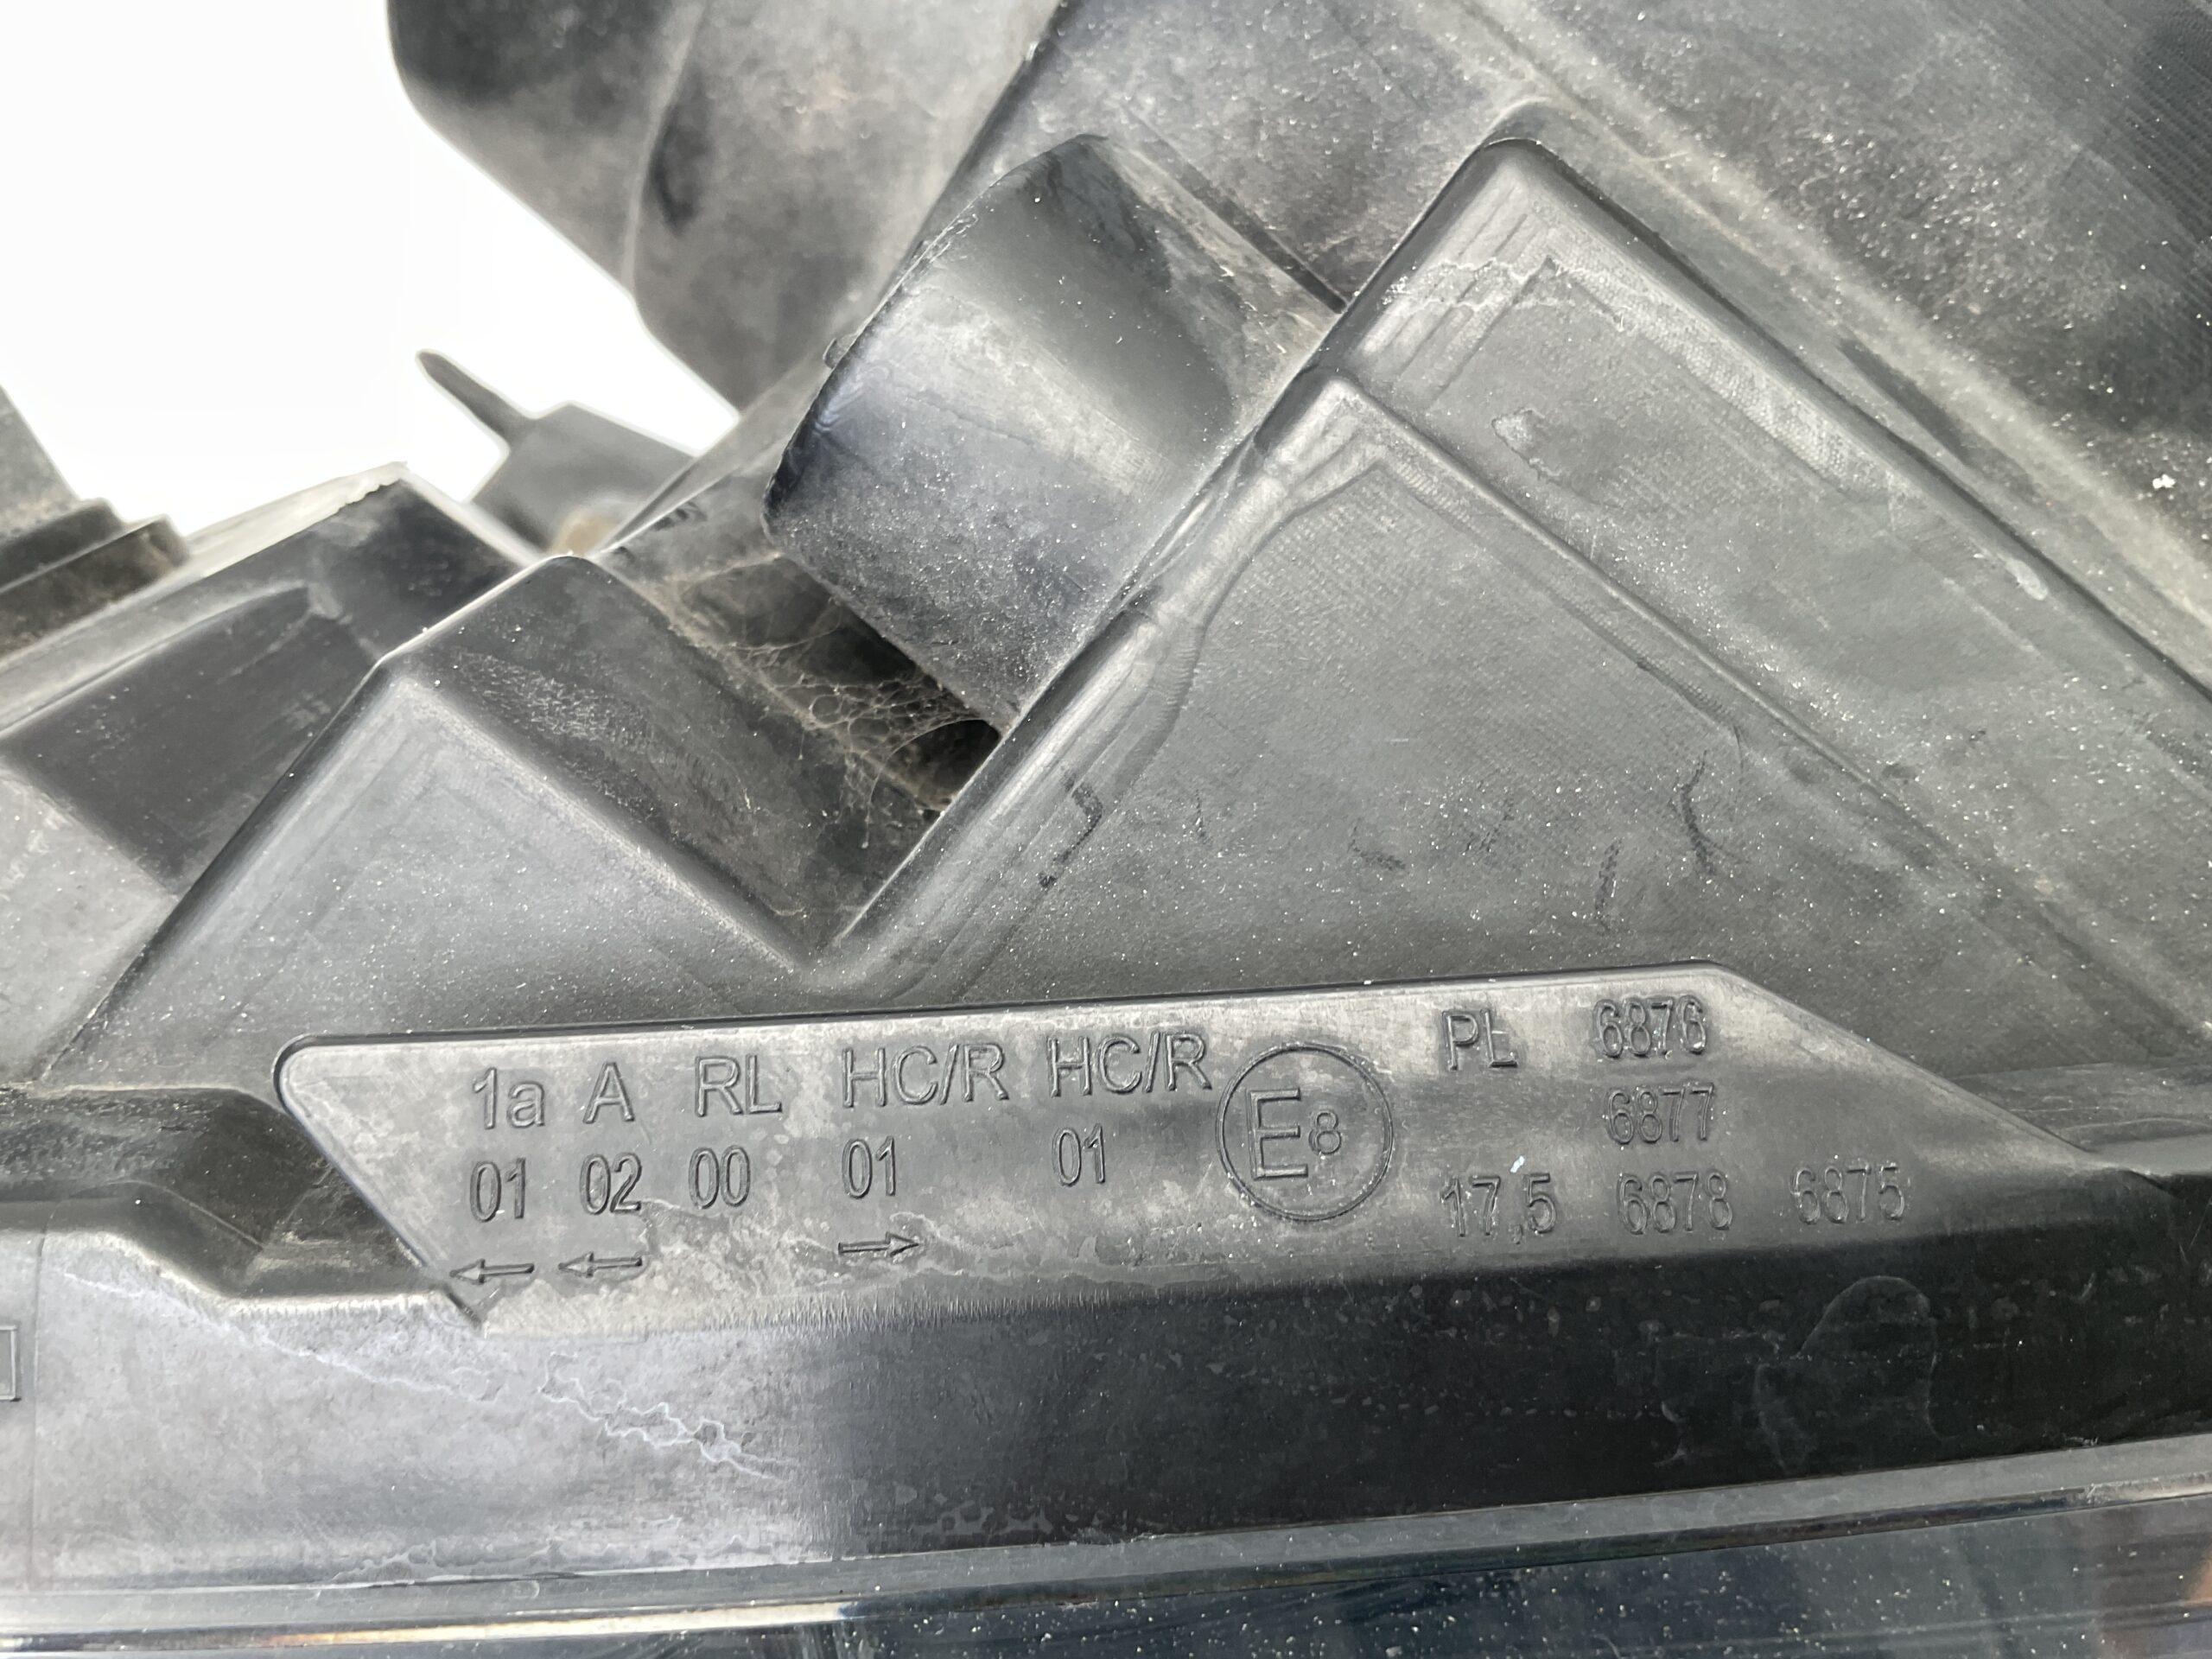 1a A RL HC/R HC/R E8 PL 6876
6877
01 02 00 01 01 17,5 6878 6875
← ← →